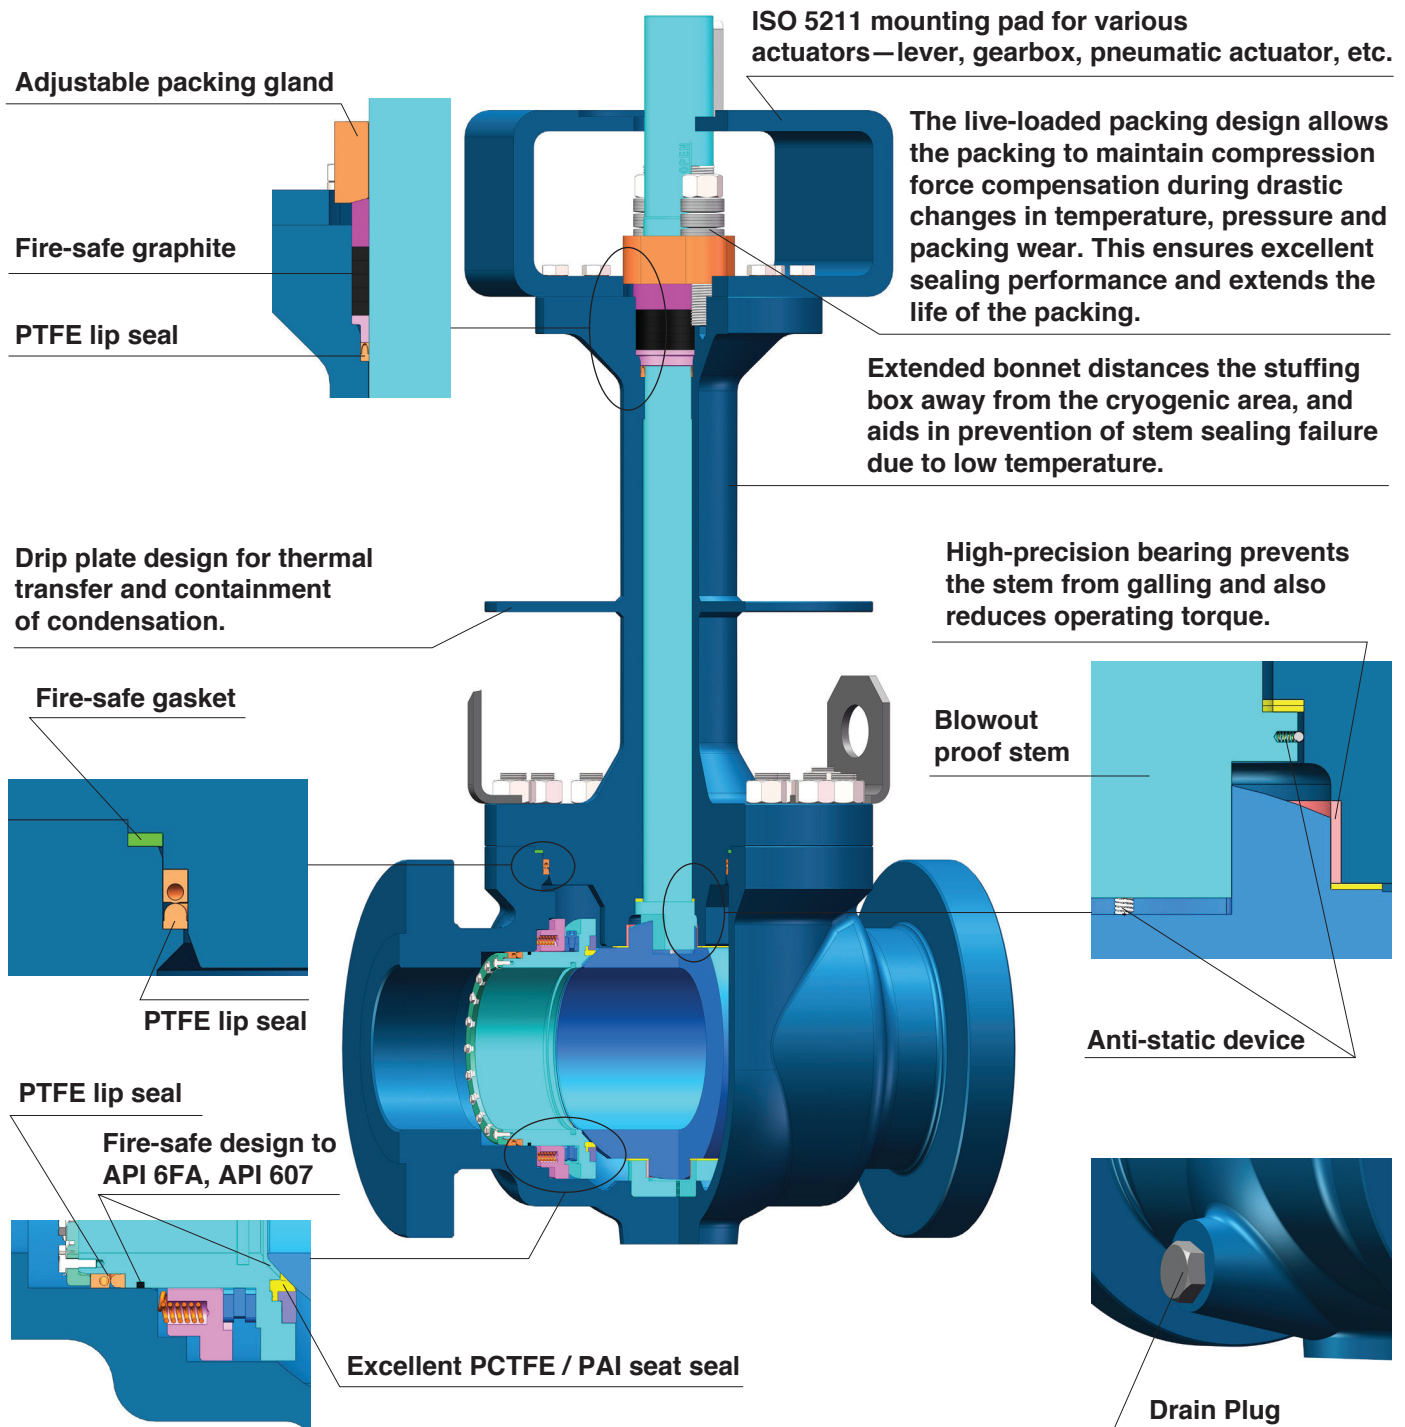 ISO 5211 mounting pad for various
actuators—lever, gearbox, pneumatic actuator, etc.
Adjustable packing gland
The live-loaded packing design allows
the packing to maintain compression
force compensation during drastic
changes in temperature, pressure and
packing wear. This ensures excellent
sealing performance and extends the
life of the packing.
OPEN
Fire-safe graphite
PTFE lip seal
Extended bonnet distances the stuffing
box away from the cryogenic area, and
aids in prevention of stem sealing failure
due to low temperature.
Drip plate design for thermal
transfer and containment
of condensation.
High-precision bearing prevents
the stem from galling and also
reduces operating torque.
Fire-safe gasket
Blowout
proof stem
PTFE lip seal
Anti-static device
PTFE lip seal
Fire-safe design to
API 6FA, API 607
Excellent PCTFE / PAI seat seal
Drain Plug